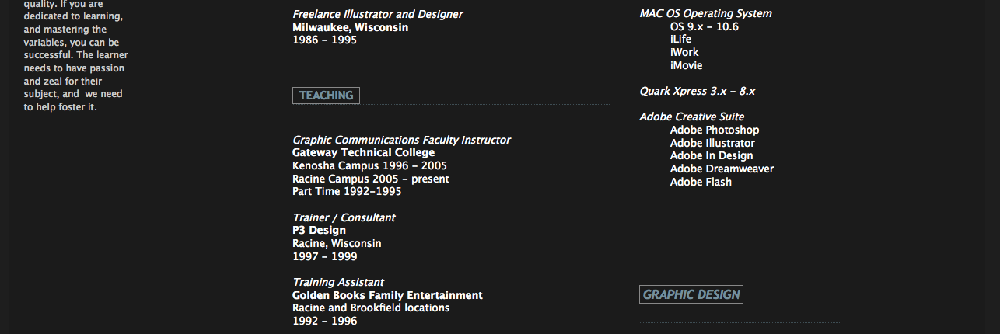 quality. If you are
dedicated to learning,
and mastering the
variables, you can be
successful. The learner
needs to have passion
and zeal for their
subject, and  we need
to help foster it.
Freelance Illustrator and Designer
Milwaukee, Wisconsin
1986 - 1995
TEACHING
Graphic Communications Faculty Instructor
Gateway Technical College
Kenosha Campus 1996 - 2005
Racine Campus 2005 - present
Part Time 1992-1995
Trainer / Consultant
P3 Design
Racine, Wisconsin
1997 - 1999
Training Assistant
Golden Books Family Entertainment
Racine and Brookfield locations
1992 - 1996
MAC OS Operating System
OS 9.x - 10.6
iLife
iWork
iMovie
Quark Xpress 3.x - 8.x
Adobe Creative Suite
Adobe Photoshop
Adobe Illustrator
Adobe In Design
Adobe Dreamweaver
Adobe Flash
GRAPHIC DESIGN